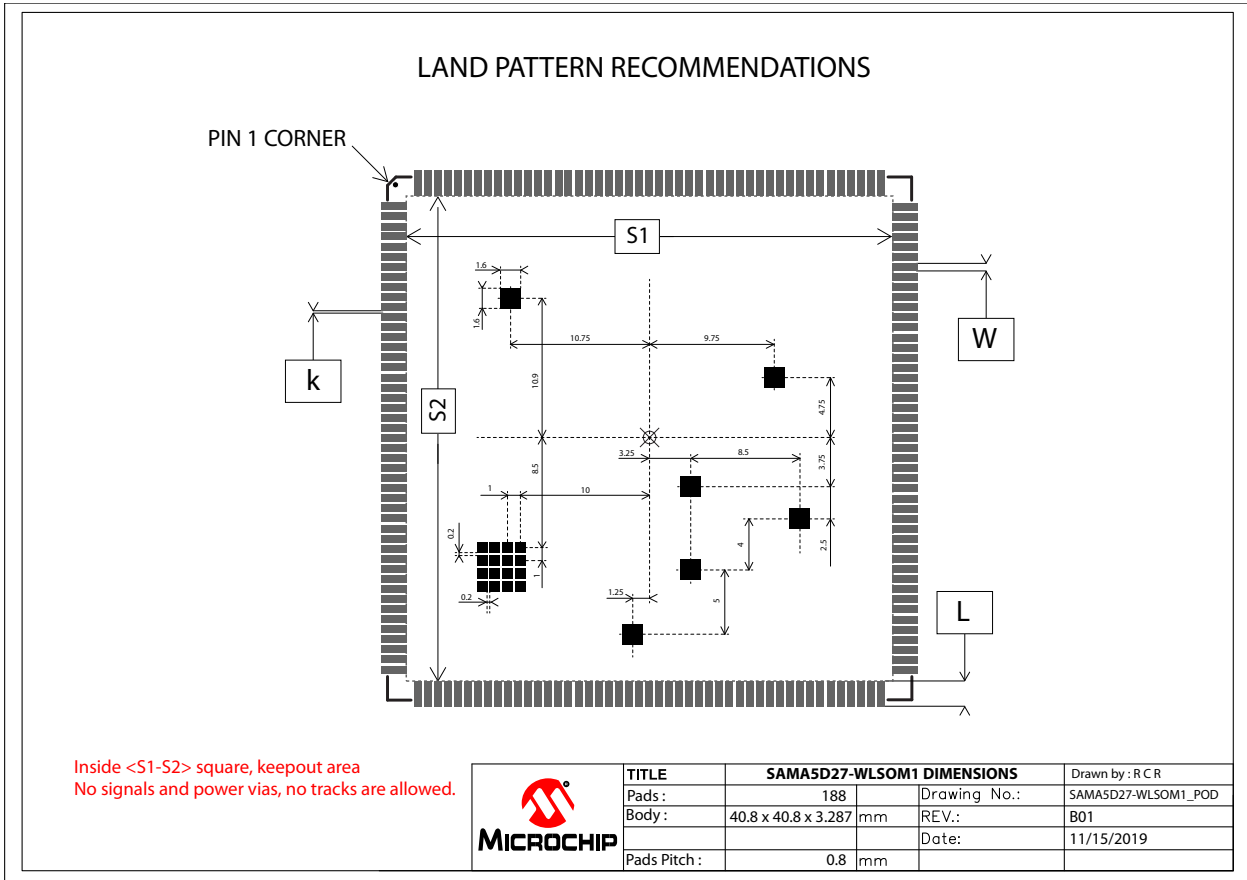 LAND PATTERN RECOMMENDATIONS
PIN 1 CORNER
S1
1.6
1.6
W
k
10.75
9.75
10.9
4.75
S2
3.25
8.5
3.75
8.5
1
10
0.2
4
2.5
1
0.2
1.25
5
L
Inside <S1-S2> square, keepout area
No signals and power vias, no tracks are allowed.
MICROCHIP
TITLE SAMA5D27-WLSOM1 DIMENSIONS Drawn by : R C R
Pads : 188 Drawing No.: SAMA5D27-WLSOM1_POD
Body : 40.8 x 40.8 x 3.287 mm REV.: B01
Date: 11/15/2019
Pads Pitch : 0.8 mm